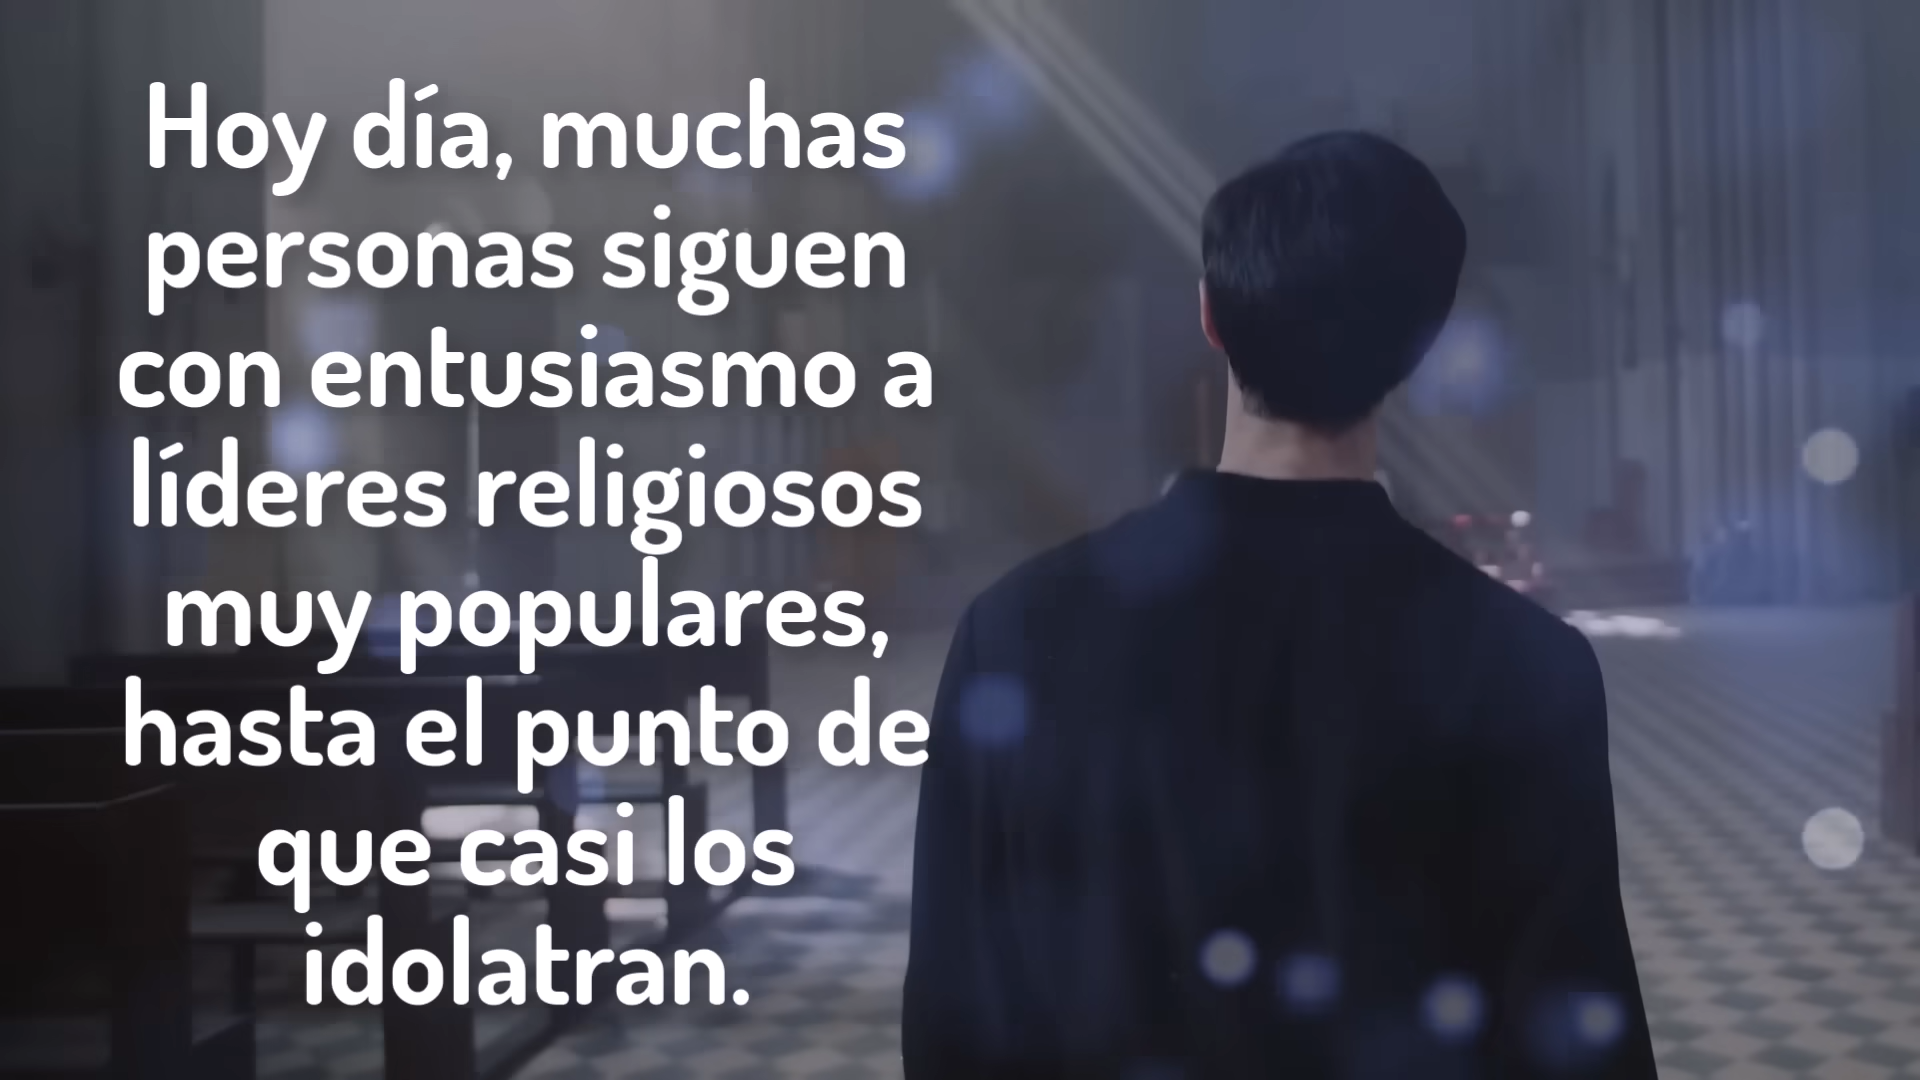 Hoy día, muchas
personas siguen
con entusiasmo a
líderes religiosos
muy populares,
hasta el punto de
que casi los
idolatran.